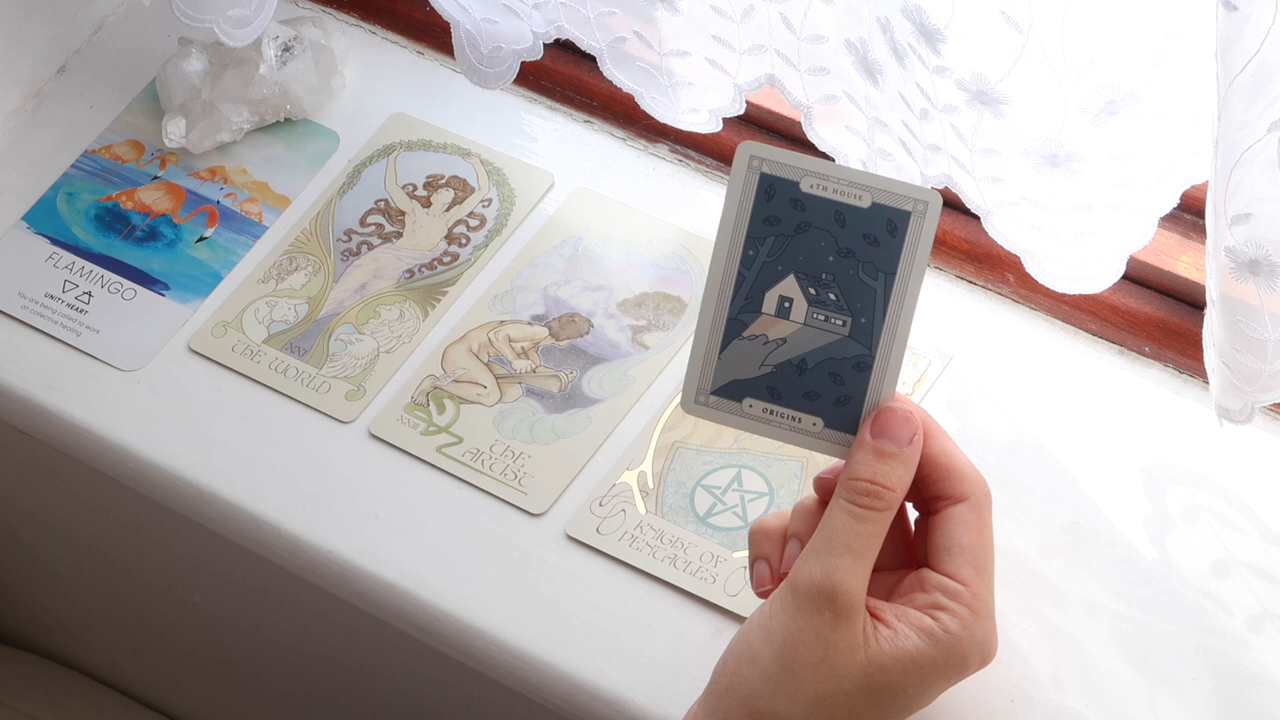 FLAMINGO
UNITY HEART
You are being called to work
on collective healing
XXI
THE WORLD
XXIII
THE
ARTIST
KNIGHT OF
PENTACLES
4TH HOUSE
ORIGINS